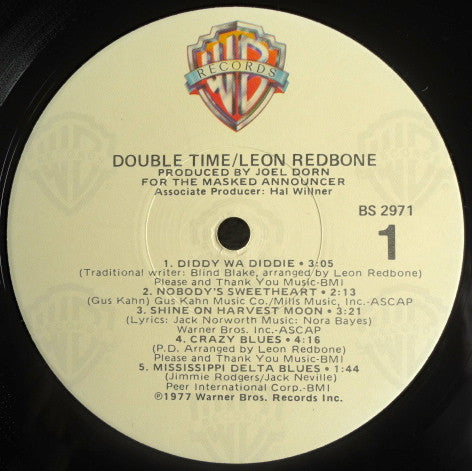 WB
RECORDS
DOUBLE TIME/LEON REDBONE
PRODUCED BY JOEL DORN
FOR THE MASKED ANNOUNCER
Associate Producer: Hal Willner
BS 2971
1
1. DIDDY WA DIDDIE • 3:05
(Traditional writer: Blind Blake, arranged by Leon Redbone)
Please and Thank You Music-BMI
2. NOBODY'S SWEETHEART • 2:13
(Gus Kahn) Gus Kahn Music Co./Mills Music, Inc.-ASCAP
3. SHINE ON HARVEST MOON • 3:21
(Lyrics: Jack Norworth Music: Nora Bayes)
Warner Bros. Inc.-ASCAP
4. CRAZY BLUES • 4:16
(P.D. Arranged by Leon Redbone)
Please and Thank You Music-BMI
5. MISSISSIPPI DELTA BLUES • 1:44
(Jimmie Rodgers/Jack Neville)
Peer International Corp.-BMI
©1977 Warner Bros. Records Inc.